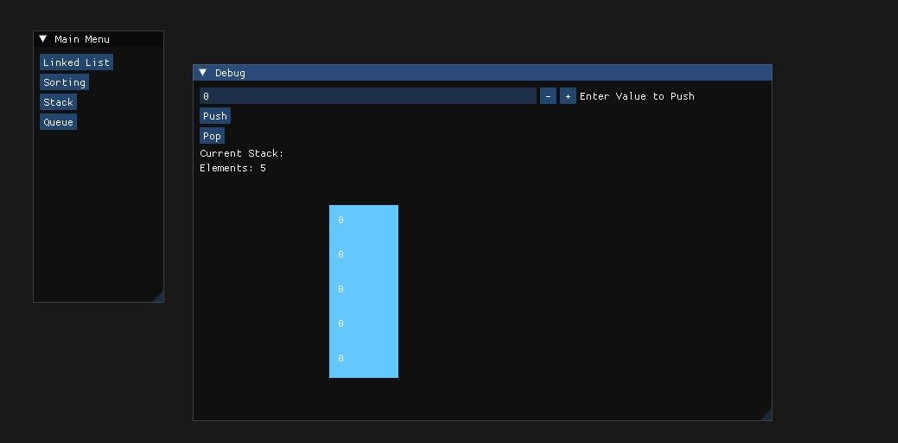 Main Menu
Linked List
Sorting
Stack
Queue
Debug
0 - + Enter Value to Push
Push
Pop
Current Stack:
Elements: 5
0
0
0
0
0